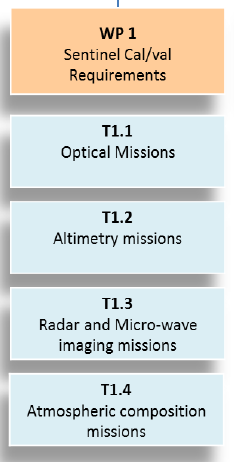 WP 1
Sentinel Cal/val
Requirements
T1.1
Optical Missions
T1.2
Altimetry missions
T1.3
Radar and Micro-wave
imaging missions
T1.4
Atmospheric composition
missions